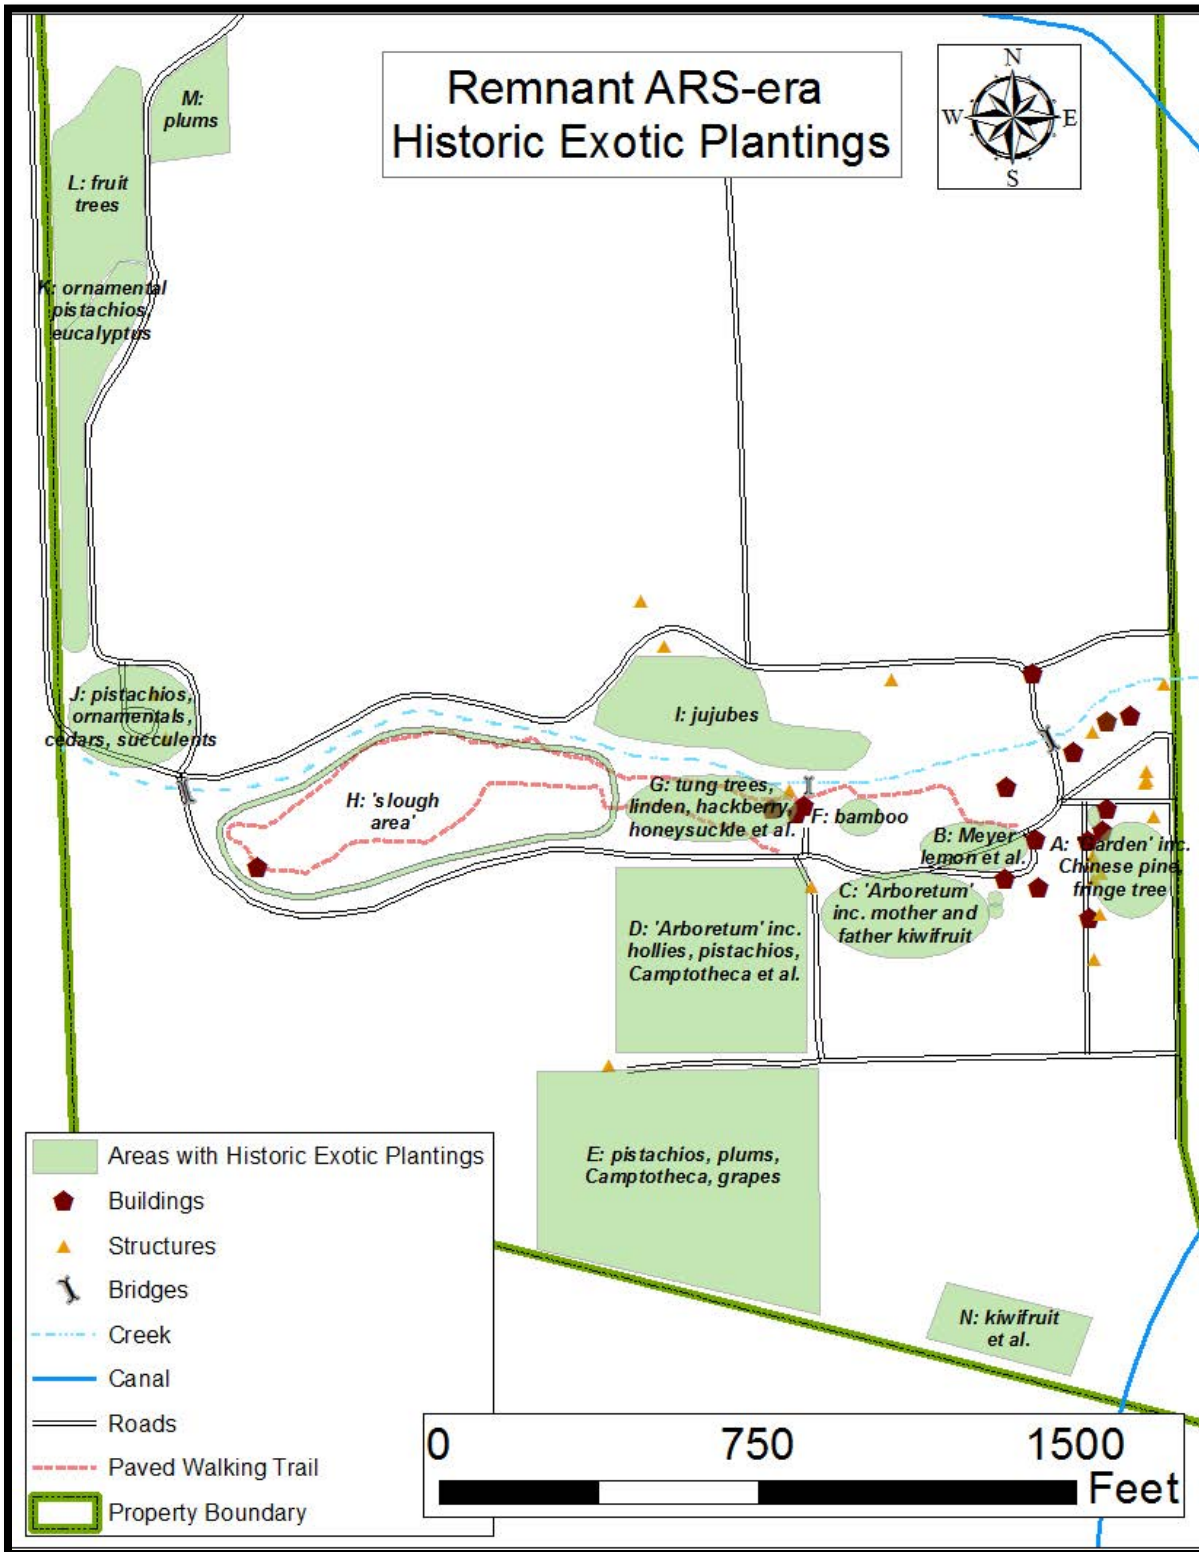 Remnant ARS-era
Historic Exotic Plantings
N
W
E
S
M:
plums
L: fruit
trees
K: ornamental
pistachios,
eucalyptus
J: pistachios,
ornamentals,
cedars, succulents
I: jujubes
H: 'slough
area'
G: tung trees,
linden, hackberry,
honeysuckle et al.
F: bamboo
B: Meyer
lemon et al.
A: 'Garden' inc.
Chinese pine,
fringe tree
C: 'Arboretum'
inc. mother and
father kiwifruit
D: 'Arboretum' inc.
hollies, pistachios,
Camptotheca et al.
E: pistachios, plums,
Camptotheca, grapes
N: kiwifruit
et al.
Areas with Historic Exotic Plantings
Buildings
Structures
Bridges
Creek
Canal
Roads
Paved Walking Trail
Property Boundary
0 750 1500
Feet